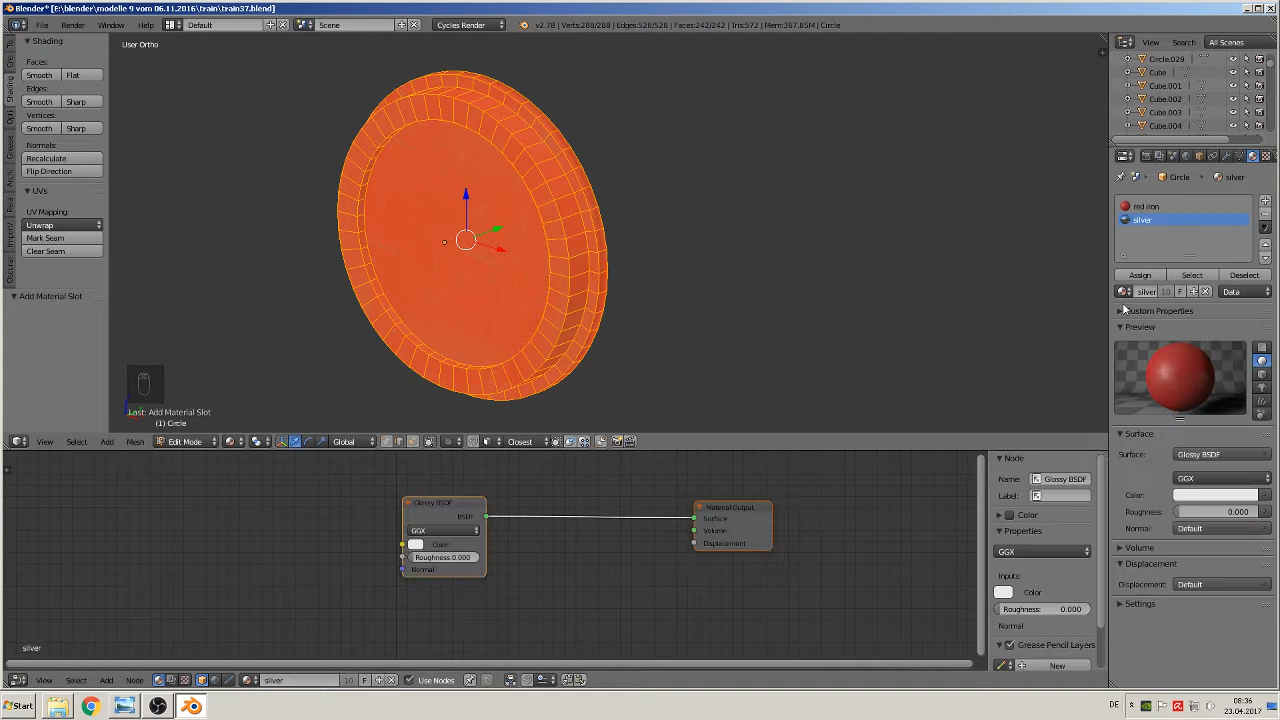 Blender* [E:\blender\modelle 9 vom 06.11.2016\train\train37.blend]
File Render Window Help Default Scene Cycles Render v2.78 | Verts:288/288 | Edges:528/528 | Faces:242/242 | Tris:572 | Mem:367.85M | Circle
View Search All Scenes
Shading
User Ortho
Faces:
Smooth Flat
Edges:
Smooth Sharp
Vertices:
Smooth Sharp
Normals:
Recalculate
Flip Direction
UVs
UV Mapping:
Unwrap
Mark Seam
Clear Seam
Add Material Slot
Last: Add Material Slot
(1) Circle
View Select Add Mesh Edit Mode Global Closest
Circle.029
Cube
Cube.001
Cube.002
Cube.003
Cube.004
Circle silver
red iron
silver
Assign Select Deselect
silver 10 F Data
Custom Properties
Preview
Surface
Surface: Glossy BSDF
GGX
Color:
Roughness: 0.000
Normal: Default
Volume
Displacement
Displacement: Default
Settings
Glossy BSDF
BSDF
GGX
Color
Roughness:0.000
Normal
Material Output
Surface
Volume
Displacement
Node
Name: Glossy BSDF
Label:
Color
Properties
GGX
Inputs:
Color
Roughness: 0.000
Normal
Grease Pencil Layers
New
silver
View Select Add Node silver 10 F Use Nodes
Start DE 08:36
23.04.2017